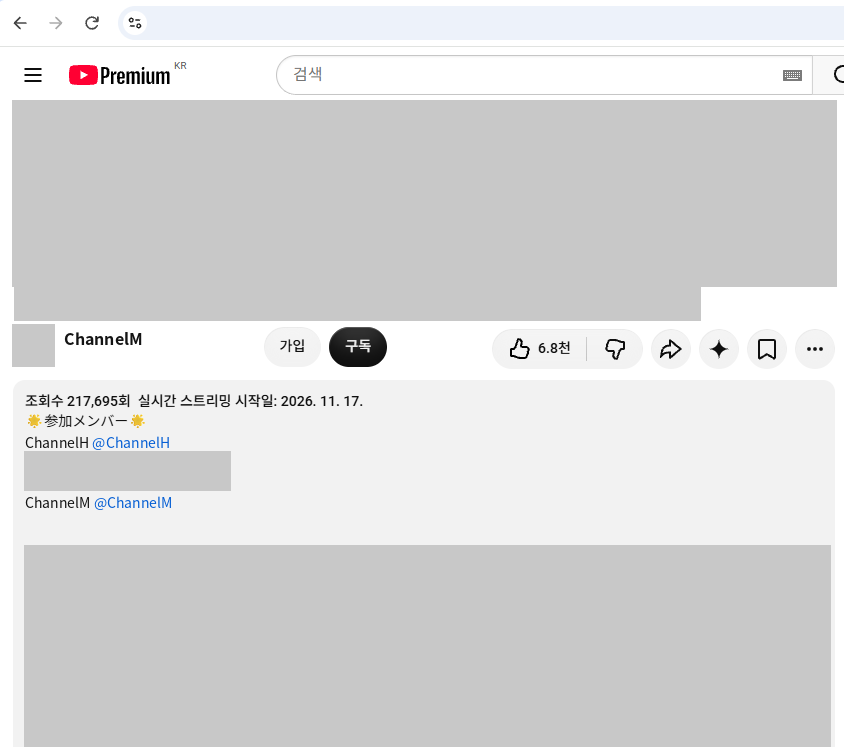 Premium KR
검색
ChannelM
가입
구독
6.8천
조회수 217,695회 실시간 스트리밍 시작일: 2026. 11. 17.
🌟参加メンバー🌟
ChannelH @ChannelH
ChannelM @ChannelM